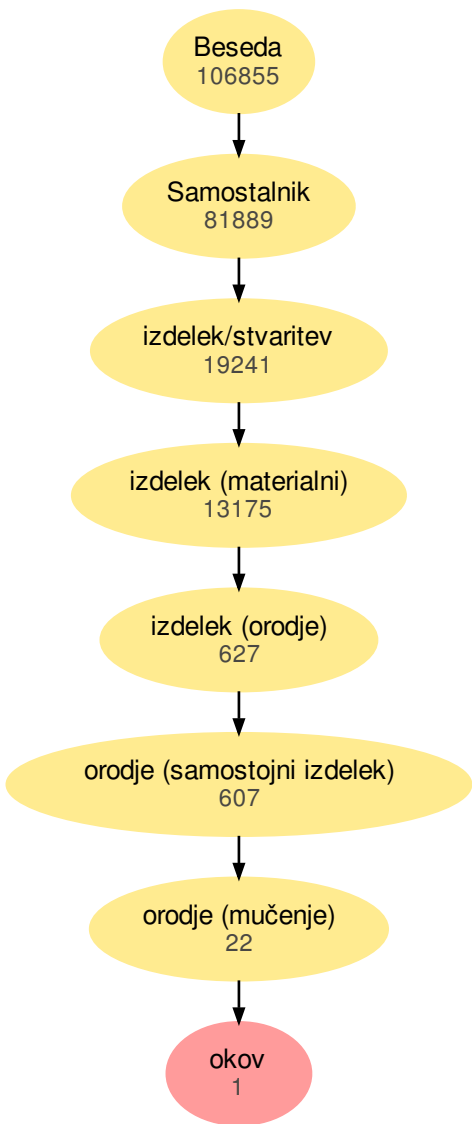 Beseda
106855
Samostalnik
81889
izdelek/stvaritev
19241
izdelek (materialni)
13175
izdelek (orodje)
627
orodje (samostojni izdelek)
607
orodje (mučenje)
22
okov
1